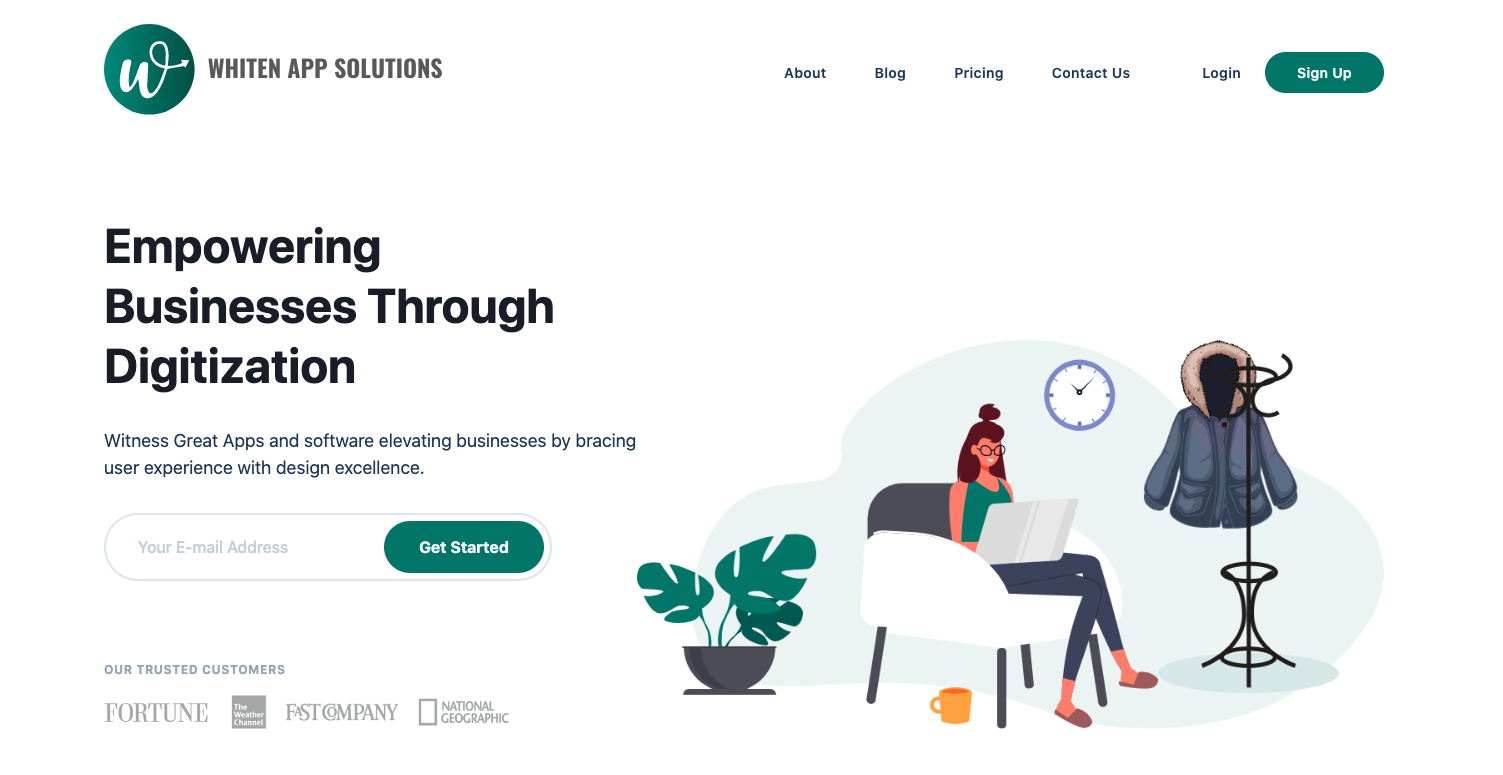 WHITEN APP SOLUTIONS
About Blog Pricing Contact Us Login Sign Up
Empowering
Businesses Through
Digitization
Witness Great Apps and software elevating businesses by bracing
user experience with design excellence.
Your E-mail Address Get Started
OUR TRUSTED CUSTOMERS
FORTUNE
The
Weather
Channel
FAST COMPANY
NATIONAL
GEOGRAPHIC